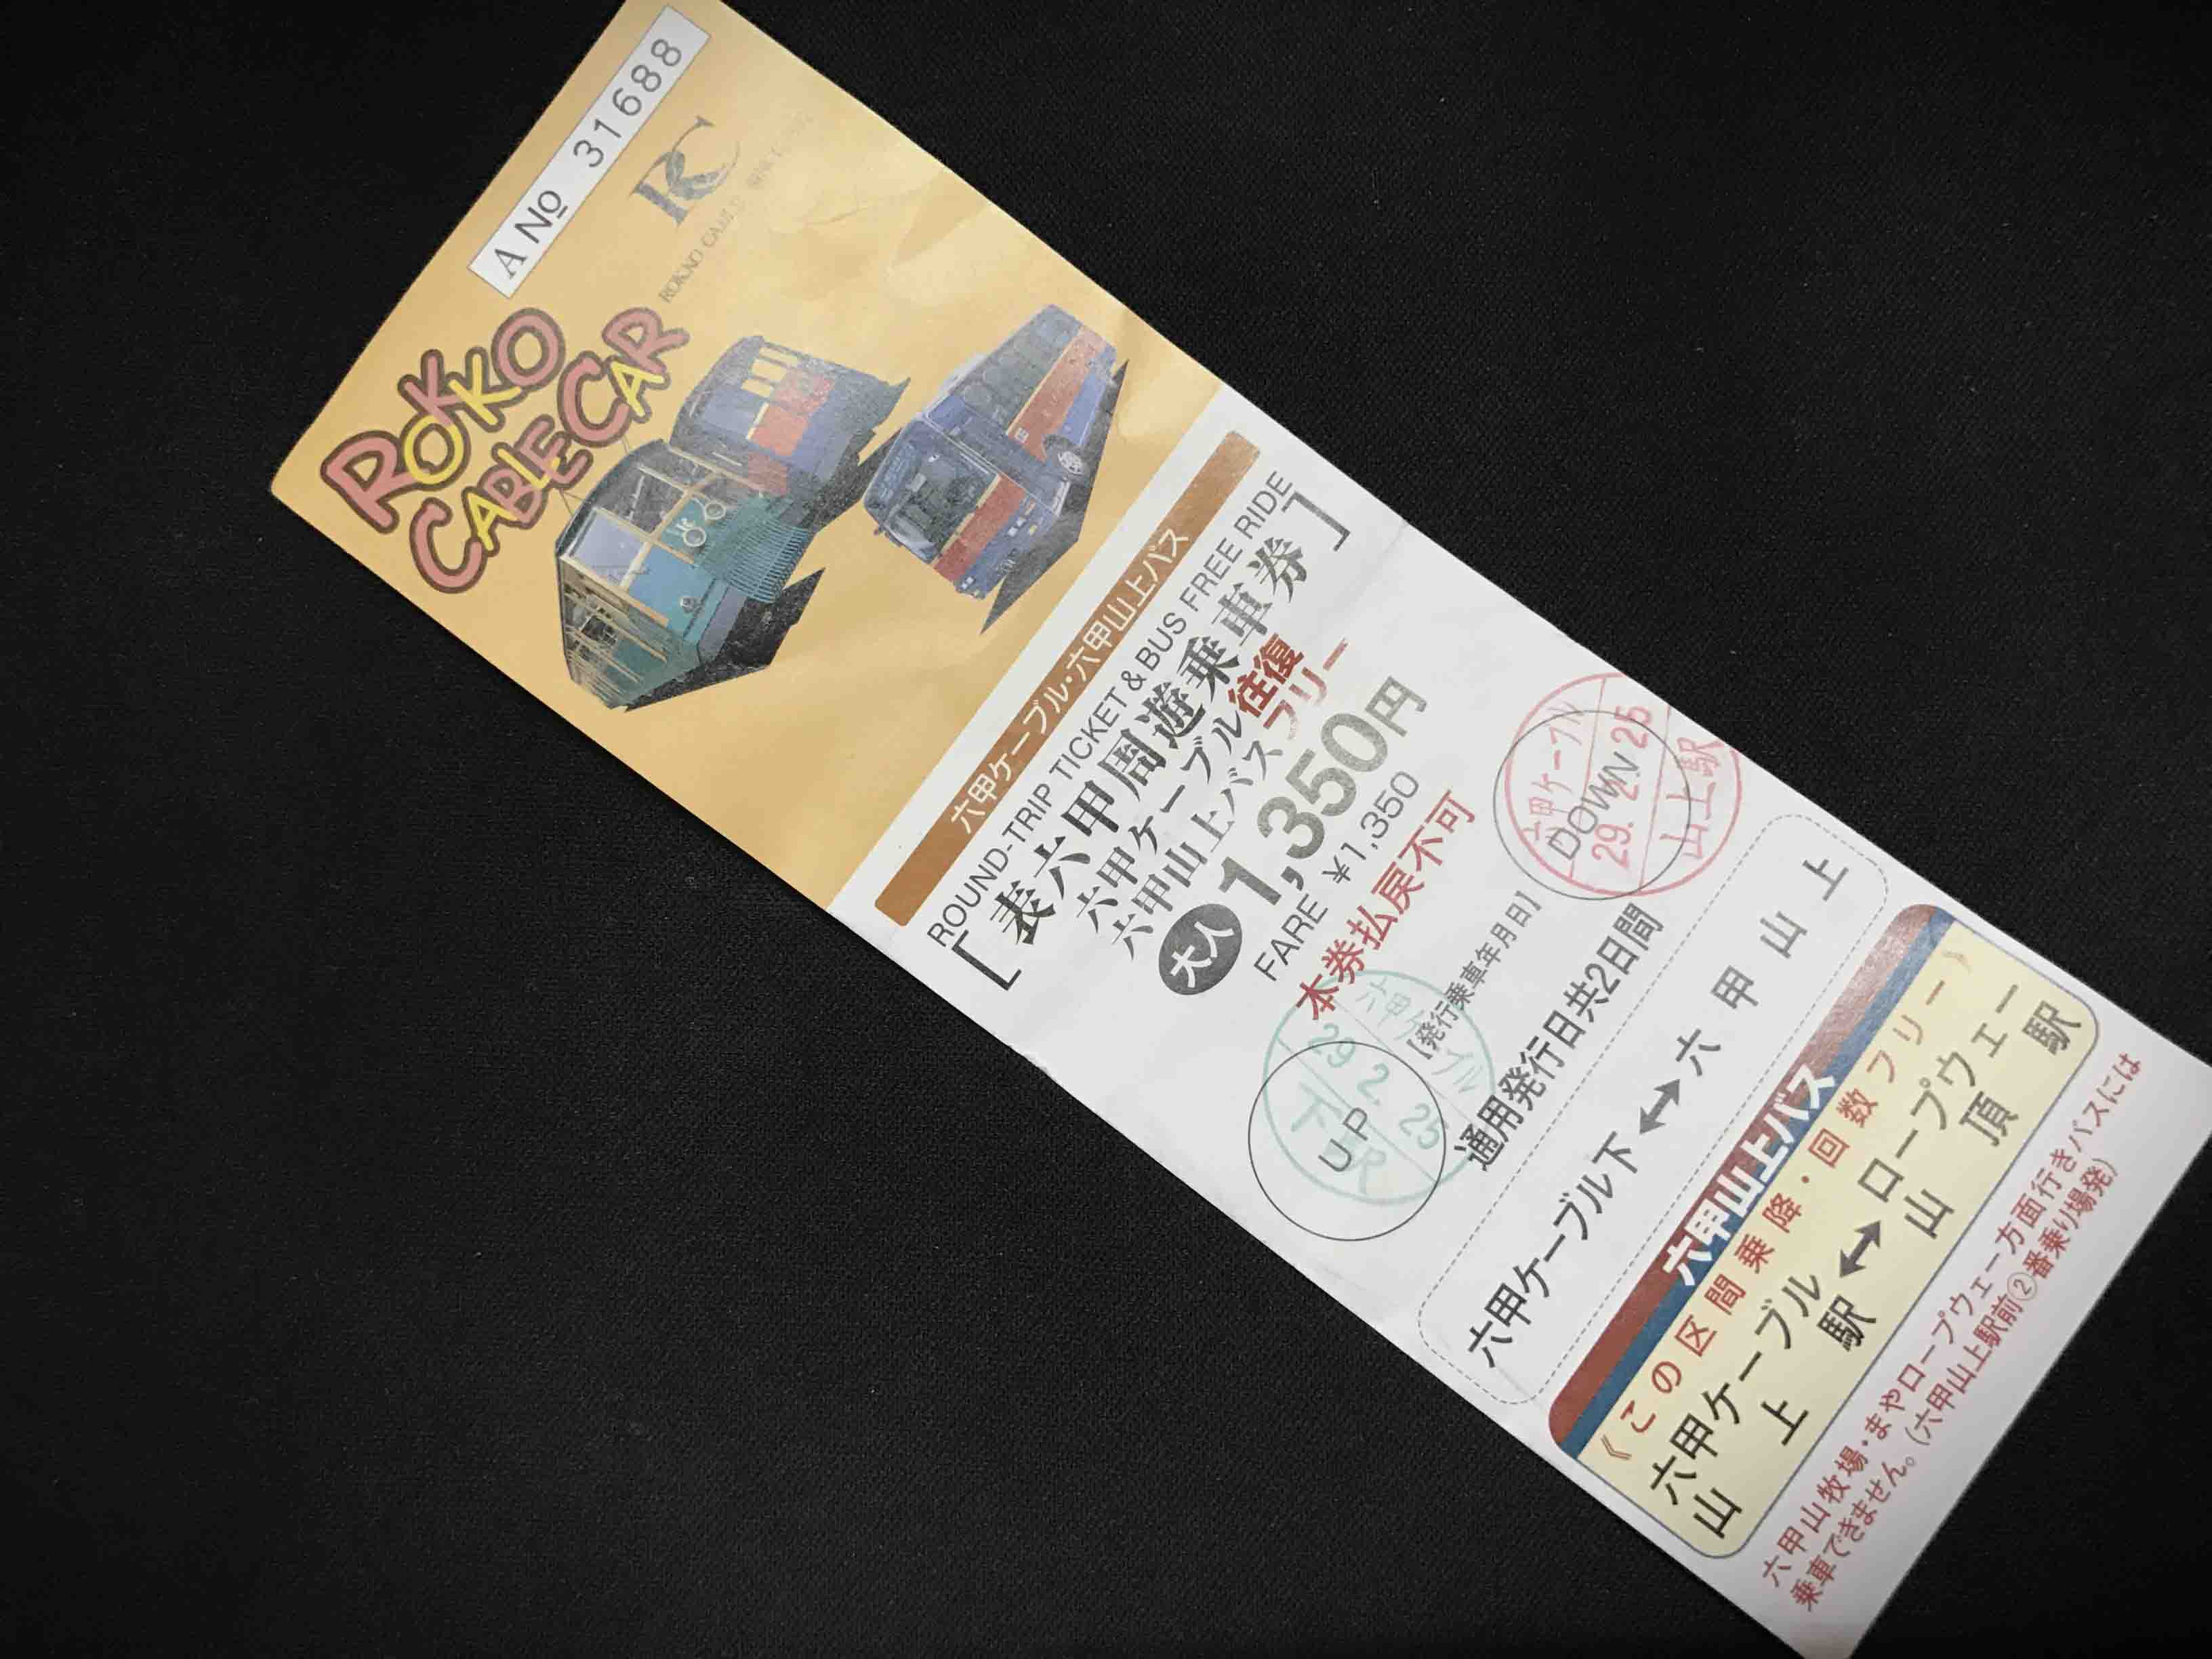 A No 31688
ROKKO CABLE
ROKKO
CABLE CAR
六甲ケーブル・六甲山上バス
ROUND-TRIP TICKET & BUS FREE RIDE
[表六甲周遊乗車券]
六甲ケーブル往復
六甲山上バスフリー
大人 1,350円
FARE ¥1,350
本券払戻不可
【発行乗車年月日】
UP
六甲ケーブル
29 2 25
下駅
DOWN
六甲ケーブル
29. 2. 25
山上駅
通用発行日共2日間
六甲ケーブル下↔六甲山上
六甲山上バス
《この区間乗降・回数フリー》
六甲ケーブル山上駅↔ロープウェー山頂駅
六甲山牧場・まやロープウェー方面行きバスには
乗車できません。(六甲山上駅前②番乗り場発)